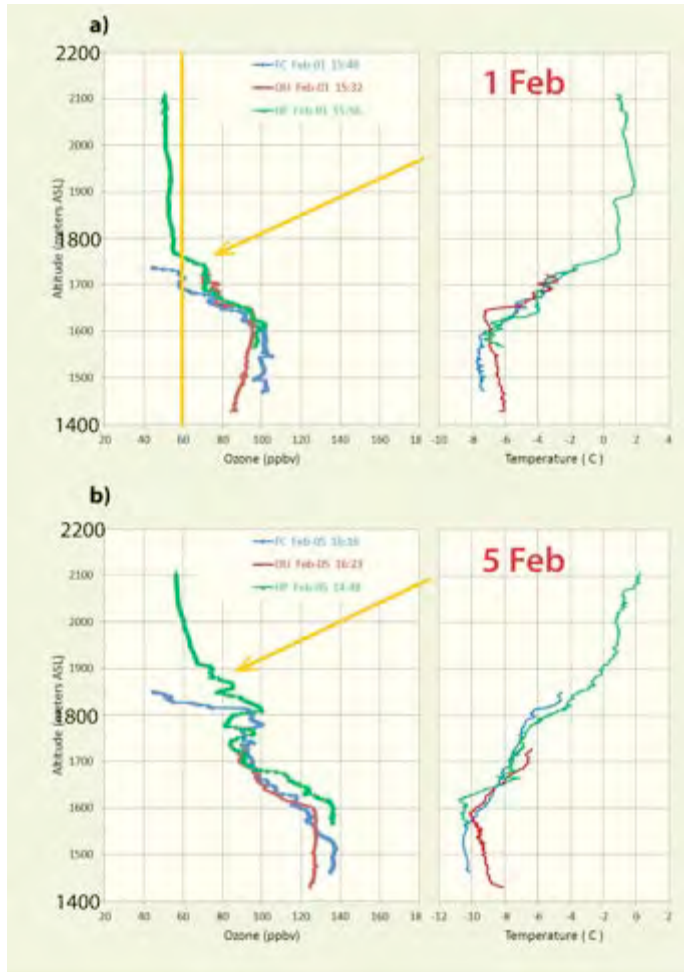 a)
2200
2100
2000
1900
1800
1700
1600
1500
1400
Altitude (meters ASL)
FC Feb-01 15:48
OU Feb-01 15:32
HP Feb-01
1 Feb
20 40 60 80 100 120 140 160 18
Ozone (ppbv)
-10 -8 -6 -4 -2 0 2 4
Temperature ( C )
b)
2200
2100
2000
1900
1800
1700
1600
1500
1400
Altitude (meters ASL)
FC Feb-05 16:16
OU Feb-05 16:23
HP Feb-05 14:48
5 Feb
20 40 60 80 100 120 140 160 18
Ozone (ppbv)
-12 -10 -8 -6 -4 -2 0 2
Temperature ( C )